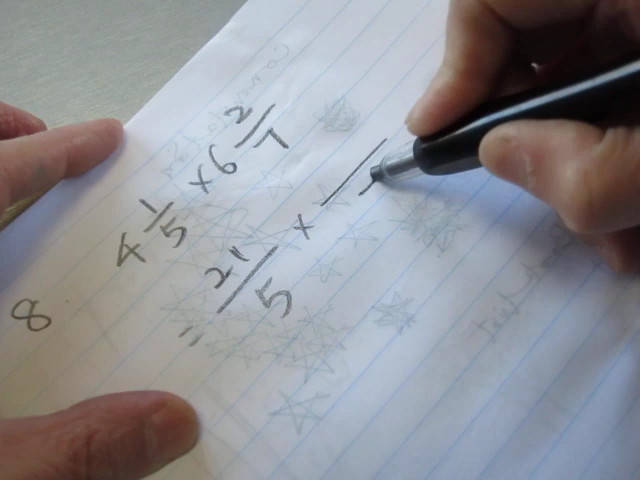 8 4 1/5 × 6 2/7
= 21/5 ×